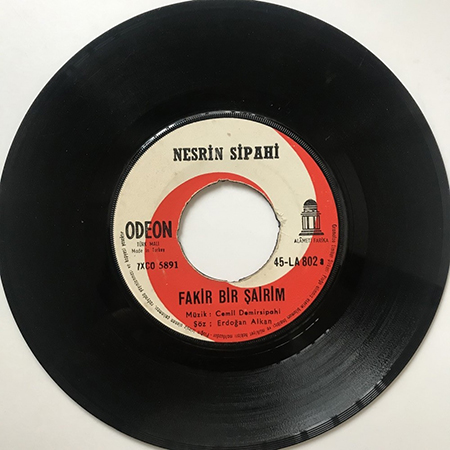 NESRİN SİPAHİ
ODEON
TÜRK MALI
Made in Turkey
7XCO 5891
ALÂMETİ FARİKA
45-LA 802 a
FAKİR BİR ŞAİRİM
Müzik : Cemil Demirsipahi
Söz : Erdoğan Alkan